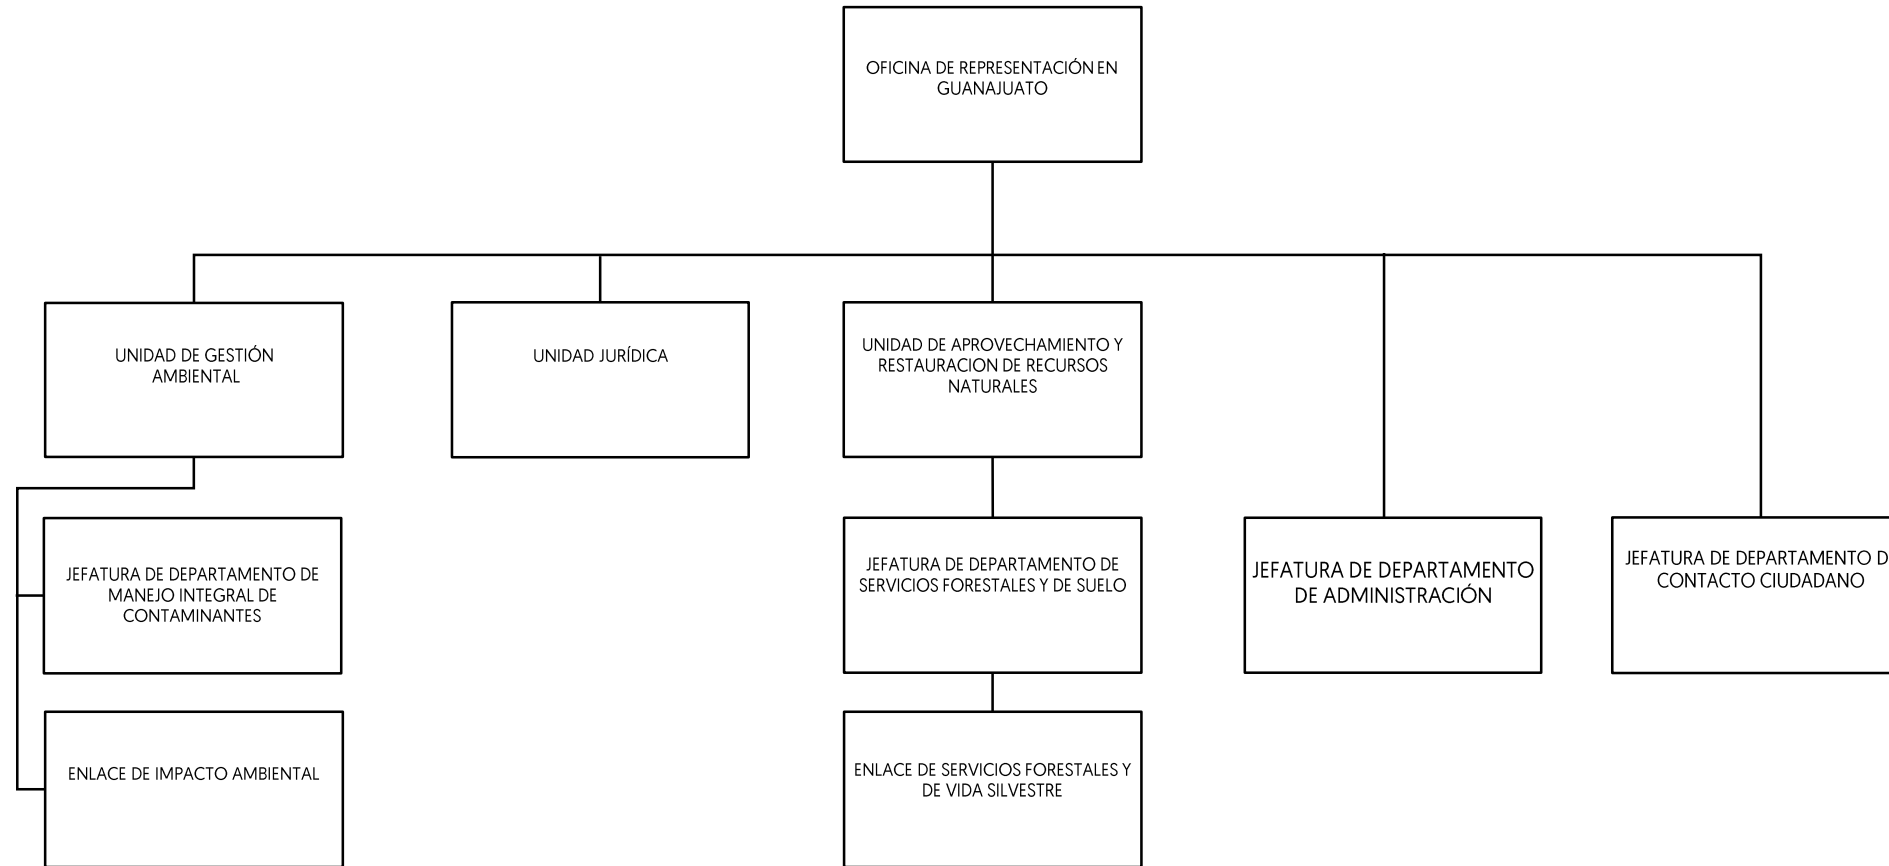 OFICINA DE REPRESENTACIÓN EN
GUANAJUATO
UNIDAD DE GESTIÓN
AMBIENTAL
UNIDAD JURÍDICA
UNIDAD DE APROVECHAMIENTO Y
RESTAURACION DE RECURSOS
NATURALES
JEFATURA DE DEPARTAMENTO DE
MANEJO INTEGRAL DE
CONTAMINANTES
JEFATURA DE DEPARTAMENTO DE
SERVICIOS FORESTALES Y DE SUELO
JEFATURA DE DEPARTAMENTO
DE ADMINISTRACIÓN
JEFATURA DE DEPARTAMENTO D
CONTACTO CIUDADANO
ENLACE DE IMPACTO AMBIENTAL
ENLACE DE SERVICIOS FORESTALES Y
DE VIDA SILVESTRE